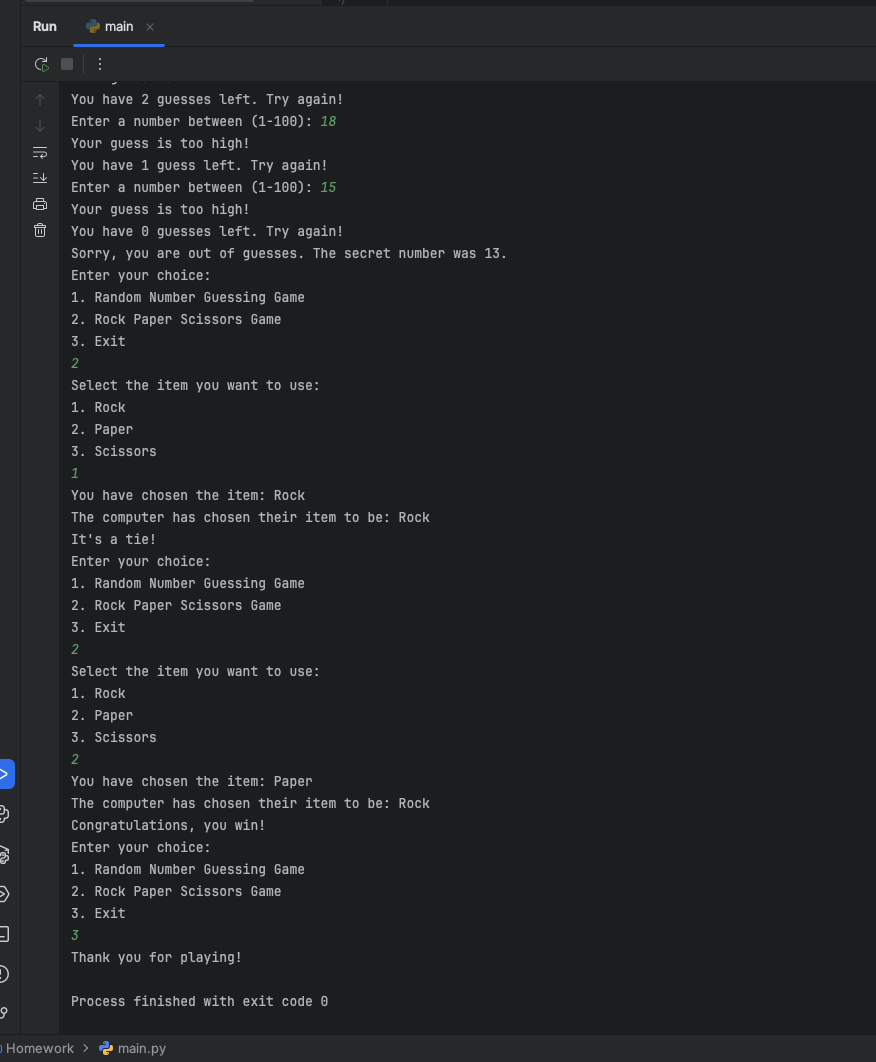 Run main
You have 2 guesses left. Try again!
Enter a number between (1-100): 18
Your guess is too high!
You have 1 guess left. Try again!
Enter a number between (1-100): 15
Your guess is too high!
You have 0 guesses left. Try again!
Sorry, you are out of guesses. The secret number was 13.
Enter your choice:
1. Random Number Guessing Game
2. Rock Paper Scissors Game
3. Exit
2
Select the item you want to use:
1. Rock
2. Paper
3. Scissors
1
You have chosen the item: Rock
The computer has chosen their item to be: Rock
It's a tie!
Enter your choice:
1. Random Number Guessing Game
2. Rock Paper Scissors Game
3. Exit
2
Select the item you want to use:
1. Rock
2. Paper
3. Scissors
2
You have chosen the item: Paper
The computer has chosen their item to be: Rock
Congratulations, you win!
Enter your choice:
1. Random Number Guessing Game
2. Rock Paper Scissors Game
3. Exit
3
Thank you for playing!
Process finished with exit code 0
Homework > main.py